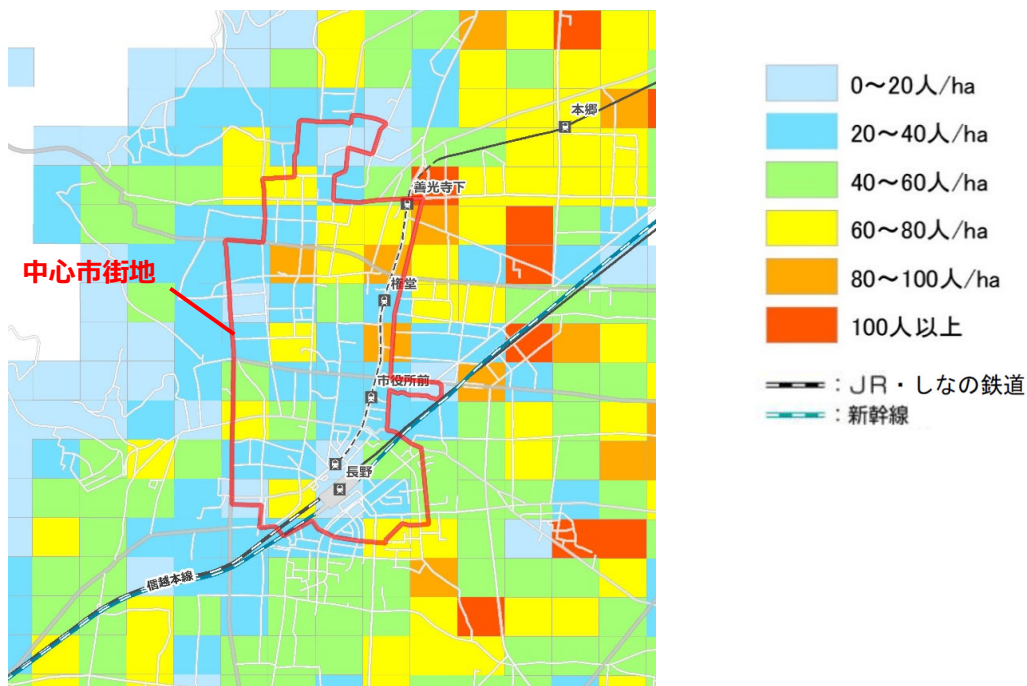 本郷
善光寺下
中心市街地
権堂
市役所前
長野
信越本線
0～20人/ha
20～40人/ha
40～60人/ha
60～80人/ha
80～100人/ha
100人以上
：ＪＲ・しなの鉄道
：新幹線